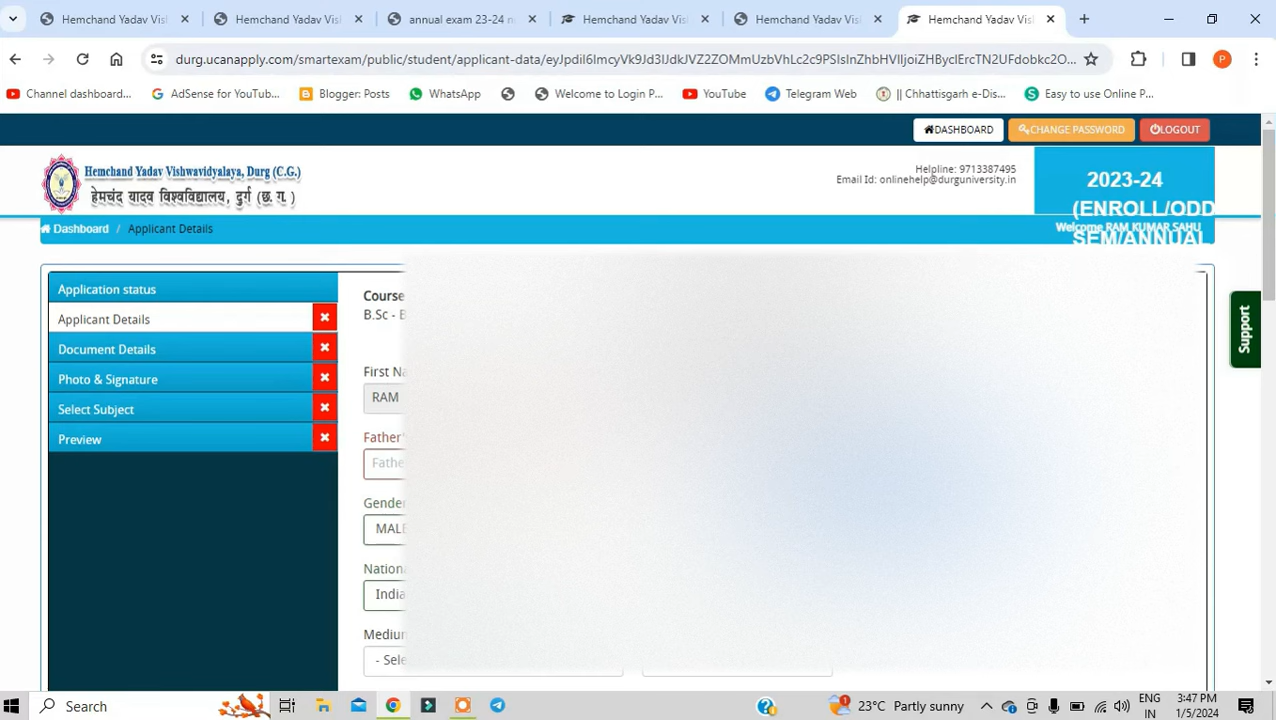 Hemchand Yadav Vis
Hemchand Yadav Vis
annual exam 23-24 n
Hemchand Yadav Vis
Hemchand Yadav Vis
Hemchand Yadav Vis
durg.ucanapply.com/smartexam/public/student/applicant-data/
P
Channel dashboard...
AdSense for YouTub...
Blogger: Posts
WhatsApp
Welcome to Login P...
YouTube
Telegram Web
|| Chhattisgarh e-Dis...
Easy to use Online P...
DASHBOARD
CHANGE PASSWORD
LOGOUT
Hemchand Yadav Vishwavidyalaya, Durg (C.G.)
हेमचंद यादव विश्वविद्यालय, दुर्ग (छ. ग.)
Helpline: 9713387495
Email Id: onlinehelp@durguniversity.in
2023-24
(ENROLL/ODD
SEM/ANNUAL
Welcome RAM KUMAR SAHU
Dashboard / Applicant Details
Application status
Applicant Details
Document Details
Photo & Signature
Select Subject
Preview
Course
B.Sc - B
First Na
RAM
Father'
Fathe
Gender
MALE
Nation
India
Medium
- Sele
Support
Search
1
23°C Partly sunny
ENG
IN
3:47 PM
1/5/2024